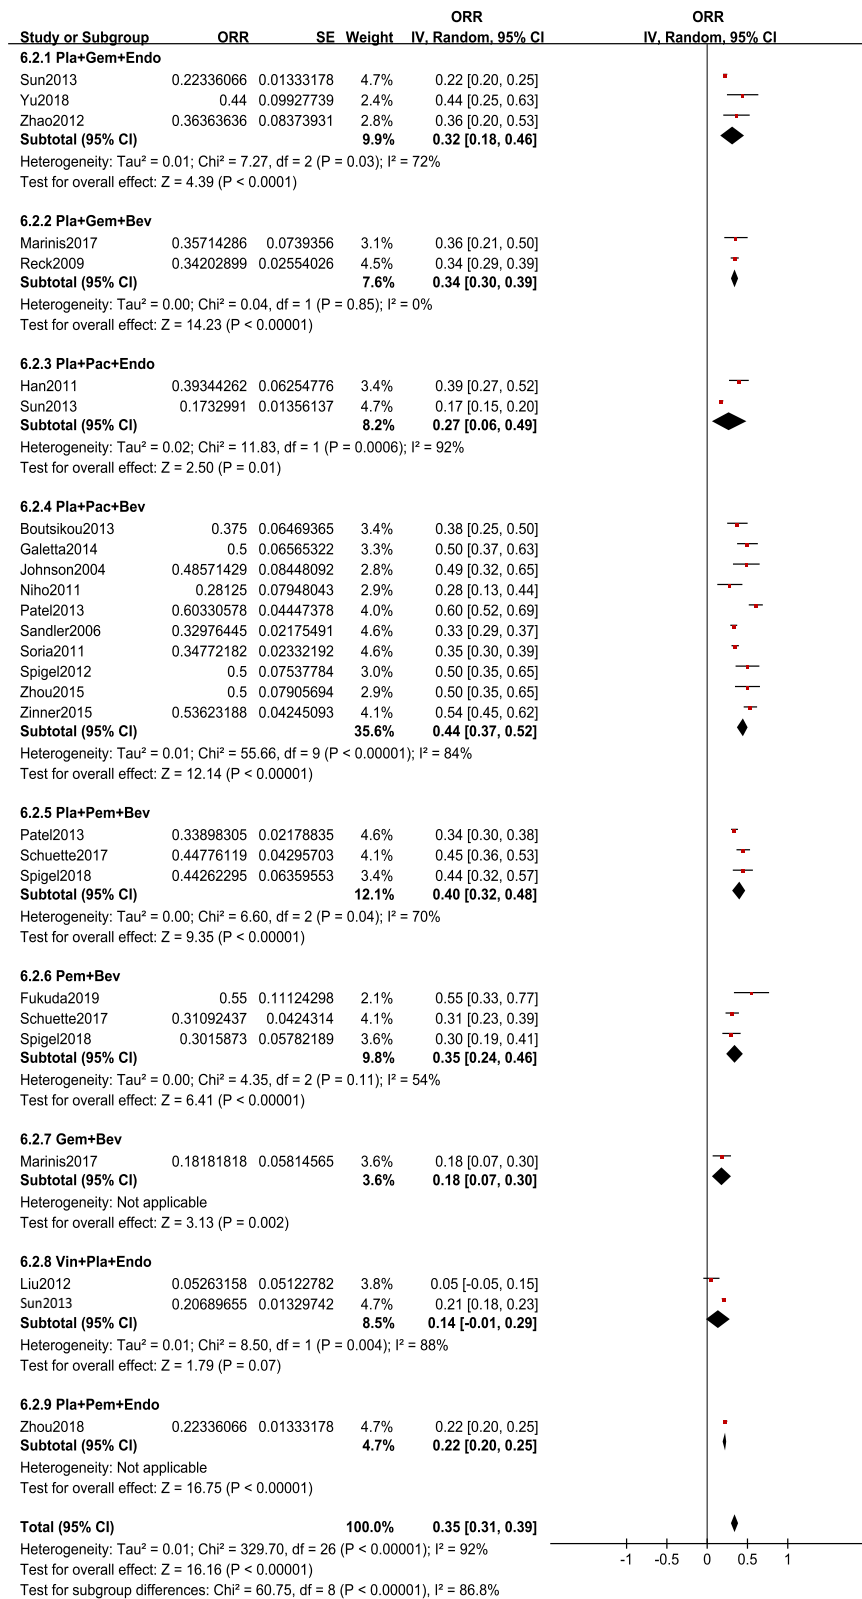 ORR ORR
Study or Subgroup ORR SE Weight IV, Random, 95% CI IV, Random, 95% CI
6.2.1 Pla+Gem+Endo
Sun2013 0.22336066 0.01333178 4.7% 0.22 [0.20, 0.25]
Yu2018 0.44 0.09927739 2.4% 0.44 [0.25, 0.63]
Zhao2012 0.36363636 0.08373931 2.8% 0.36 [0.20, 0.53]
Subtotal (95% CI) 9.9% 0.32 [0.18, 0.46]
Heterogeneity: Tau² = 0.01; Chi² = 7.27, df = 2 (P = 0.03); I² = 72%
Test for overall effect: Z = 4.39 (P < 0.0001)
6.2.2 Pla+Gem+Bev
Marinis2017 0.35714286 0.0739356 3.1% 0.36 [0.21, 0.50]
Reck2009 0.34202899 0.02554026 4.5% 0.34 [0.29, 0.39]
Subtotal (95% CI) 7.6% 0.34 [0.30, 0.39]
Heterogeneity: Tau² = 0.00; Chi² = 0.04, df = 1 (P = 0.85); I² = 0%
Test for overall effect: Z = 14.23 (P < 0.00001)
6.2.3 Pla+Pac+Endo
Han2011 0.39344262 0.06254776 3.4% 0.39 [0.27, 0.52]
Sun2013 0.1732991 0.01356137 4.7% 0.17 [0.15, 0.20]
Subtotal (95% CI) 8.2% 0.27 [0.06, 0.49]
Heterogeneity: Tau² = 0.02; Chi² = 11.83, df = 1 (P = 0.0006); I² = 92%
Test for overall effect: Z = 2.50 (P = 0.01)
6.2.4 Pla+Pac+Bev
Boutsikou2013 0.375 0.06469365 3.4% 0.38 [0.25, 0.50]
Galetta2014 0.5 0.06565322 3.3% 0.50 [0.37, 0.63]
Johnson2004 0.48571429 0.08448092 2.8% 0.49 [0.32, 0.65]
Niho2011 0.28125 0.07948043 2.9% 0.28 [0.13, 0.44]
Patel2013 0.60330578 0.04447378 4.0% 0.60 [0.52, 0.69]
Sandler2006 0.32976445 0.02175491 4.6% 0.33 [0.29, 0.37]
Soria2011 0.34772182 0.02332192 4.6% 0.35 [0.30, 0.39]
Spigel2012 0.5 0.07537784 3.0% 0.50 [0.35, 0.65]
Zhou2015 0.5 0.07905694 2.9% 0.50 [0.35, 0.65]
Zinner2015 0.53623188 0.04245093 4.1% 0.54 [0.45, 0.62]
Subtotal (95% CI) 35.6% 0.44 [0.37, 0.52]
Heterogeneity: Tau² = 0.01; Chi² = 55.66, df = 9 (P < 0.00001); I² = 84%
Test for overall effect: Z = 12.14 (P < 0.00001)
6.2.5 Pla+Pem+Bev
Patel2013 0.33898305 0.02178835 4.6% 0.34 [0.30, 0.38]
Schuette2017 0.44776119 0.04295703 4.1% 0.45 [0.36, 0.53]
Spigel2018 0.44262295 0.06359553 3.4% 0.44 [0.32, 0.57]
Subtotal (95% CI) 12.1% 0.40 [0.32, 0.48]
Heterogeneity: Tau² = 0.00; Chi² = 6.60, df = 2 (P = 0.04); I² = 70%
Test for overall effect: Z = 9.35 (P < 0.00001)
6.2.6 Pem+Bev
Fukuda2019 0.55 0.11124298 2.1% 0.55 [0.33, 0.77]
Schuette2017 0.31092437 0.0424314 4.1% 0.31 [0.23, 0.39]
Spigel2018 0.3015873 0.05782189 3.6% 0.30 [0.19, 0.41]
Subtotal (95% CI) 9.8% 0.35 [0.24, 0.46]
Heterogeneity: Tau² = 0.00; Chi² = 4.35, df = 2 (P = 0.11); I² = 54%
Test for overall effect: Z = 6.41 (P < 0.00001)
6.2.7 Gem+Bev
Marinis2017 0.18181818 0.05814565 3.6% 0.18 [0.07, 0.30]
Subtotal (95% CI) 3.6% 0.18 [0.07, 0.30]
Heterogeneity: Not applicable
Test for overall effect: Z = 3.13 (P = 0.002)
6.2.8 Vin+Pla+Endo
Liu2012 0.05263158 0.05122782 3.8% 0.05 [-0.05, 0.15]
Sun2013 0.20689655 0.01329742 4.7% 0.21 [0.18, 0.23]
Subtotal (95% CI) 8.5% 0.14 [-0.01, 0.29]
Heterogeneity: Tau² = 0.01; Chi² = 8.50, df = 1 (P = 0.004); I² = 88%
Test for overall effect: Z = 1.79 (P = 0.07)
6.2.9 Pla+Pem+Endo
Zhou2018 0.22336066 0.01333178 4.7% 0.22 [0.20, 0.25]
Subtotal (95% CI) 4.7% 0.22 [0.20, 0.25]
Heterogeneity: Not applicable
Test for overall effect: Z = 16.75 (P < 0.00001)
Total (95% CI) 100.0% 0.35 [0.31, 0.39]
Heterogeneity: Tau² = 0.01; Chi² = 329.70, df = 26 (P < 0.00001); I² = 92%
-1 -0.5 0 0.5 1
Test for overall effect: Z = 16.16 (P < 0.00001)
Test for subgroup differences: Chi² = 60.75, df = 8 (P < 0.00001), I² = 86.8%